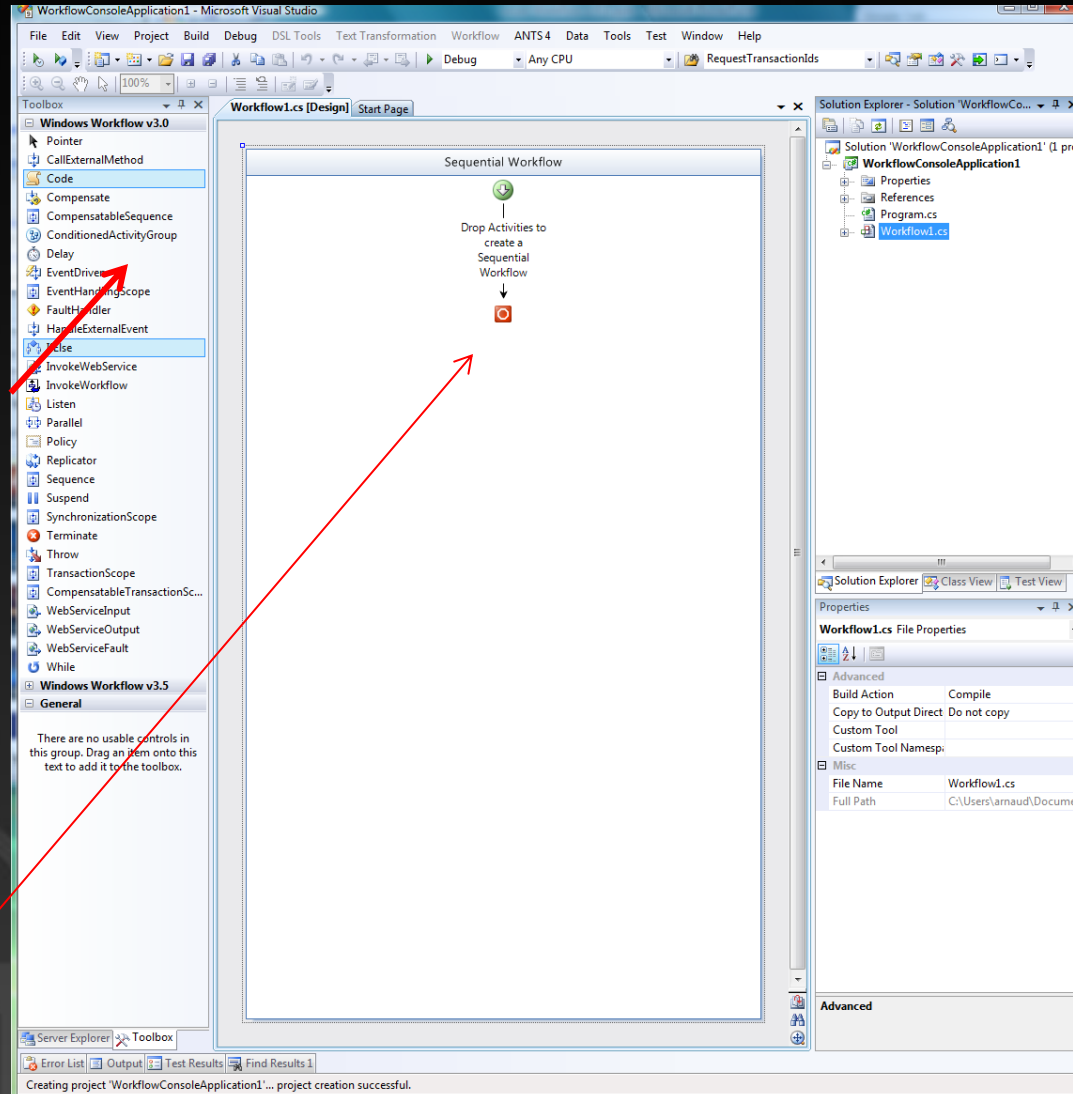 WorkflowConsoleApplication1 - Microsoft Visual Studio
File Edit View Project Build Debug DSL Tools Text Transformation Workflow ANTS 4 Data Tools Test Window Help
Debug Any CPU RequestTransactionIds
100%
Toolbox
Windows Workflow v3.0
Pointer
CallExternalMethod
Code
Compensate
CompensatableSequence
ConditionedActivityGroup
Delay
EventDriven
EventHandlingScope
FaultHandler
HandleExternalEvent
IfElse
InvokeWebService
InvokeWorkflow
Listen
Parallel
Policy
Replicator
Sequence
Suspend
SynchronizationScope
Terminate
Throw
TransactionScope
CompensatableTransactionSc...
WebServiceInput
WebServiceOutput
WebServiceFault
While
Windows Workflow v3.5
General
There are no usable controls in
this group. Drag an item onto this
text to add it to the toolbox.
Server Explorer Toolbox
Workflow1.cs [Design] Start Page
Sequential Workflow
Drop Activities to
create a
Sequential
Workflow
Solution Explorer - Solution 'WorkflowCo...
Solution 'WorkflowConsoleApplication1' (1 pro
WorkflowConsoleApplication1
Properties
References
Program.cs
Workflow1.cs
Solution Explorer Class View Test View
Properties
Workflow1.cs File Properties
Advanced
Build Action Compile
Copy to Output Direct Do not copy
Custom Tool
Custom Tool Namespa
Misc
File Name Workflow1.cs
Full Path C:\Users\arnaud\Docume
Advanced
Error List Output Test Results Find Results 1
Creating project 'WorkflowConsoleApplication1'... project creation successful.